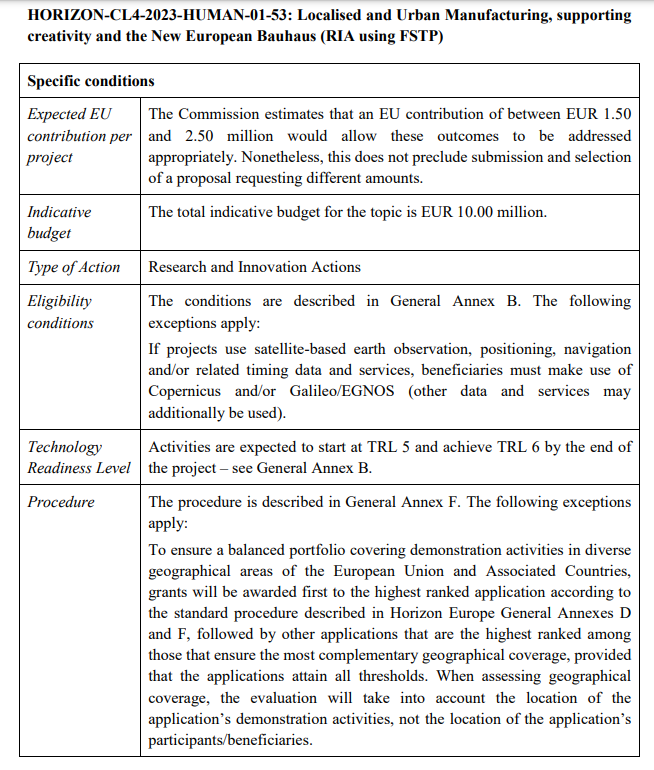 HORIZON-CL4-2023-HUMAN-01-53: Localised and Urban Manufacturing, supporting
creativity and the New European Bauhaus (RIA using FSTP)
Specific conditions
Expected EU
contribution per
project
The Commission estimates that an EU contribution of between EUR 1.50
and 2.50 million would allow these outcomes to be addressed
appropriately. Nonetheless, this does not preclude submission and selection
of a proposal requesting different amounts.
Indicative
budget
The total indicative budget for the topic is EUR 10.00 million.
Type of Action
Research and Innovation Actions
Eligibility
conditions
The conditions are described in General Annex B. The following
exceptions apply:
If projects use satellite-based earth observation, positioning, navigation
and/or related timing data and services, beneficiaries must make use of
Copernicus and/or Galileo/EGNOS (other data and services may
additionally be used).
Technology
Readiness Level
Activities are expected to start at TRL 5 and achieve TRL 6 by the end of
the project – see General Annex B.
Procedure
The procedure is described in General Annex F. The following exceptions
apply:
To ensure a balanced portfolio covering demonstration activities in diverse
geographical areas of the European Union and Associated Countries,
grants will be awarded first to the highest ranked application according to
the standard procedure described in Horizon Europe General Annexes D
and F, followed by other applications that are the highest ranked among
those that ensure the most complementary geographical coverage, provided
that the applications attain all thresholds. When assessing geographical
coverage, the evaluation will take into account the location of the
application's demonstration activities, not the location of the application's
participants/beneficiaries.